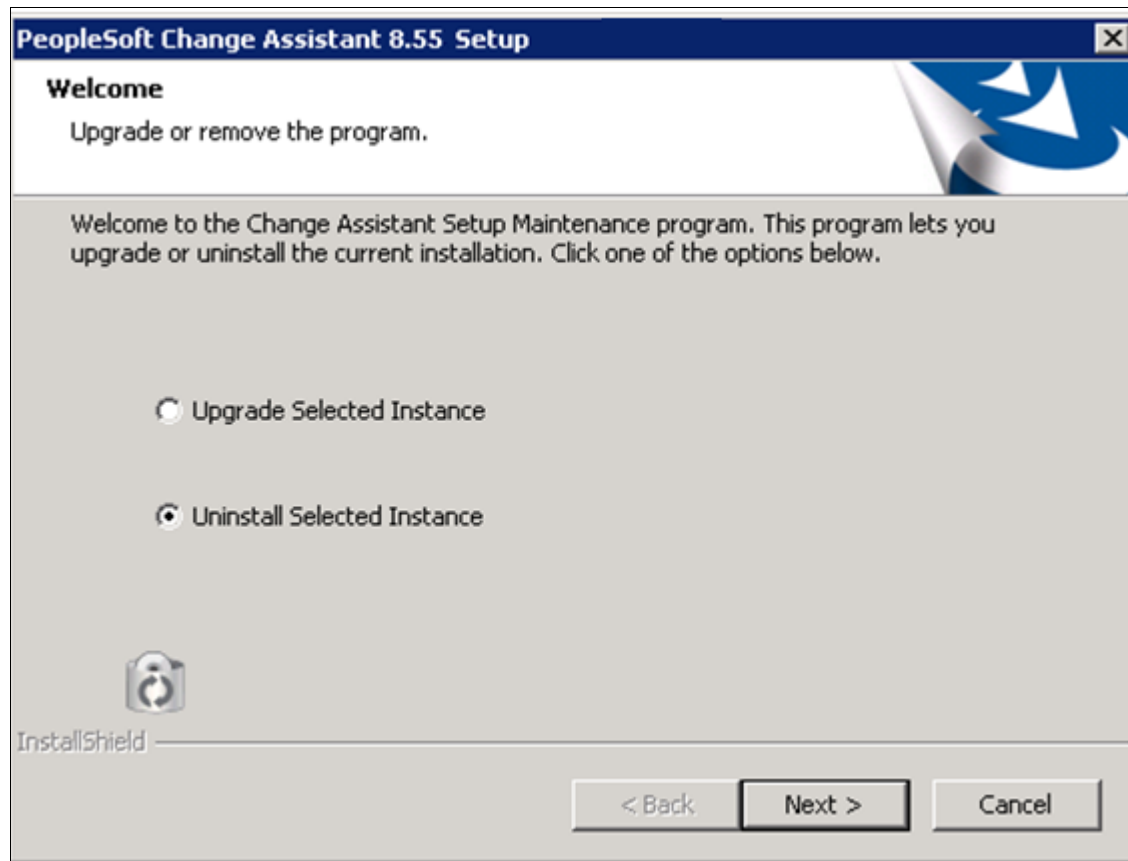 PeopleSoft Change Assistant 8.55 Setup
Welcome
Upgrade or remove the program.
Welcome to the Change Assistant Setup Maintenance program. This program lets you
upgrade or uninstall the current installation. Click one of the options below.
Upgrade Selected Instance
Uninstall Selected Instance
InstallShield
< Back Next > Cancel